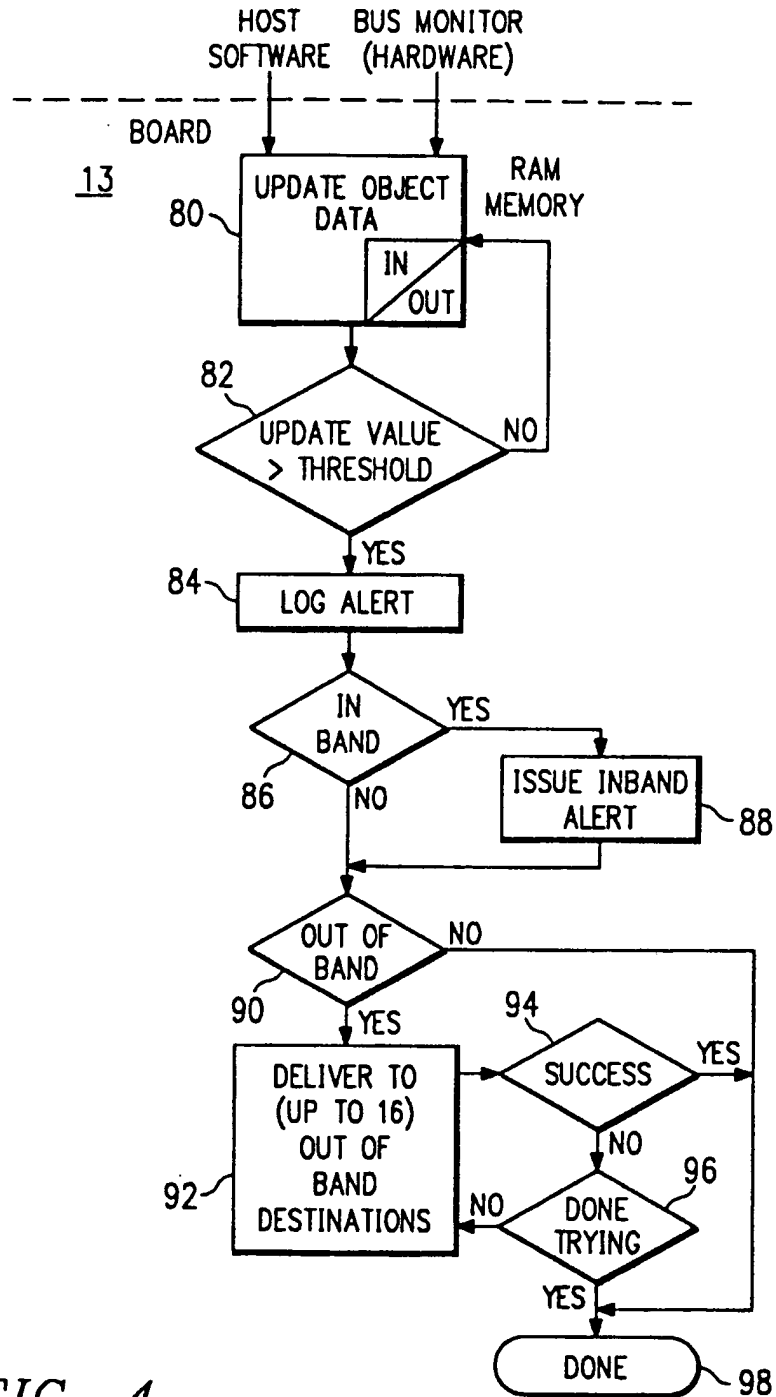 HOST
SOFTWARE
BUS MONITOR
(HARDWARE)
BOARD
13
RAM
MEMORY
80
UPDATE OBJECT
DATA
IN
OUT
82
UPDATE VALUE
> THRESHOLD
NO
YES
84
LOG ALERT
IN
BAND
YES
86
NO
ISSUE INBAND
ALERT
88
OUT OF
BAND
NO
90
YES
94
SUCCESS
YES
DELIVER TO
(UP TO 16)
OUT OF
BAND
DESTINATIONS
92
NO
96
DONE
TRYING
NO
YES
DONE
98
FIG. 4